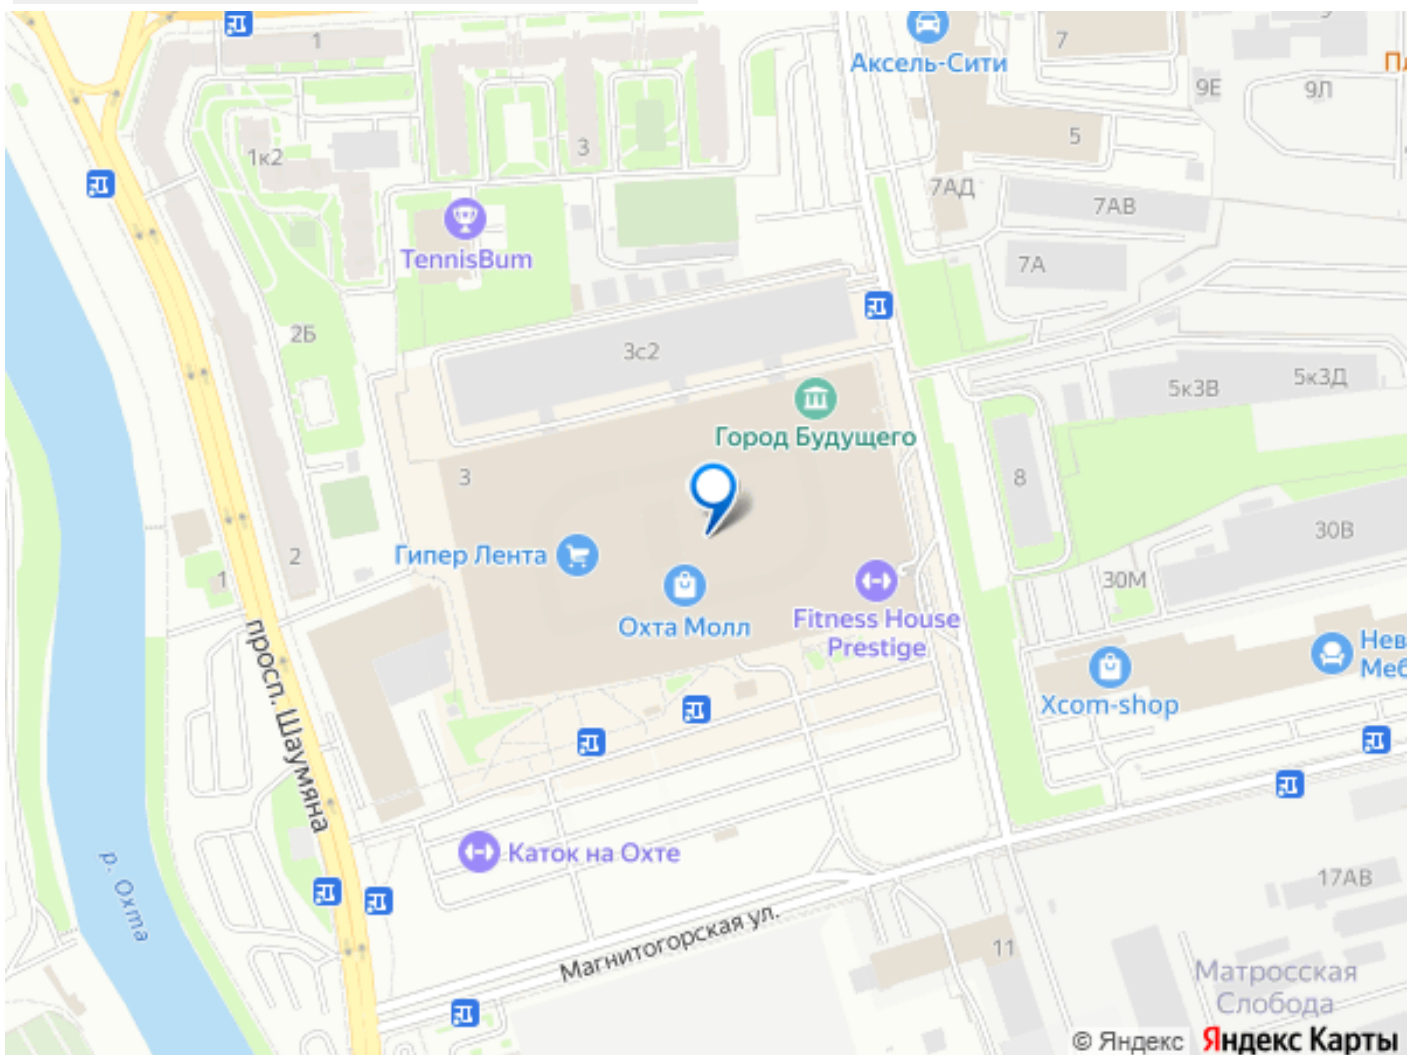 1
7
Аксель-Сити
9Е
9Л
5
1к2
3
7АД
7АВ
TennisBum
7А
2Б
3с2
5к3В
5к3Д
Город Будущего
3
8
30В
Гипер Лента
2
1
30М
Охта Молл
Fitness House
Prestige
просп. Шаумяна
Нев
Меб
Xcom-shop
Каток на Охте
р. Охта
17АВ
Магнитогорская ул.
11
Матросская
Слобода
© Яндекс Яндекс Карты